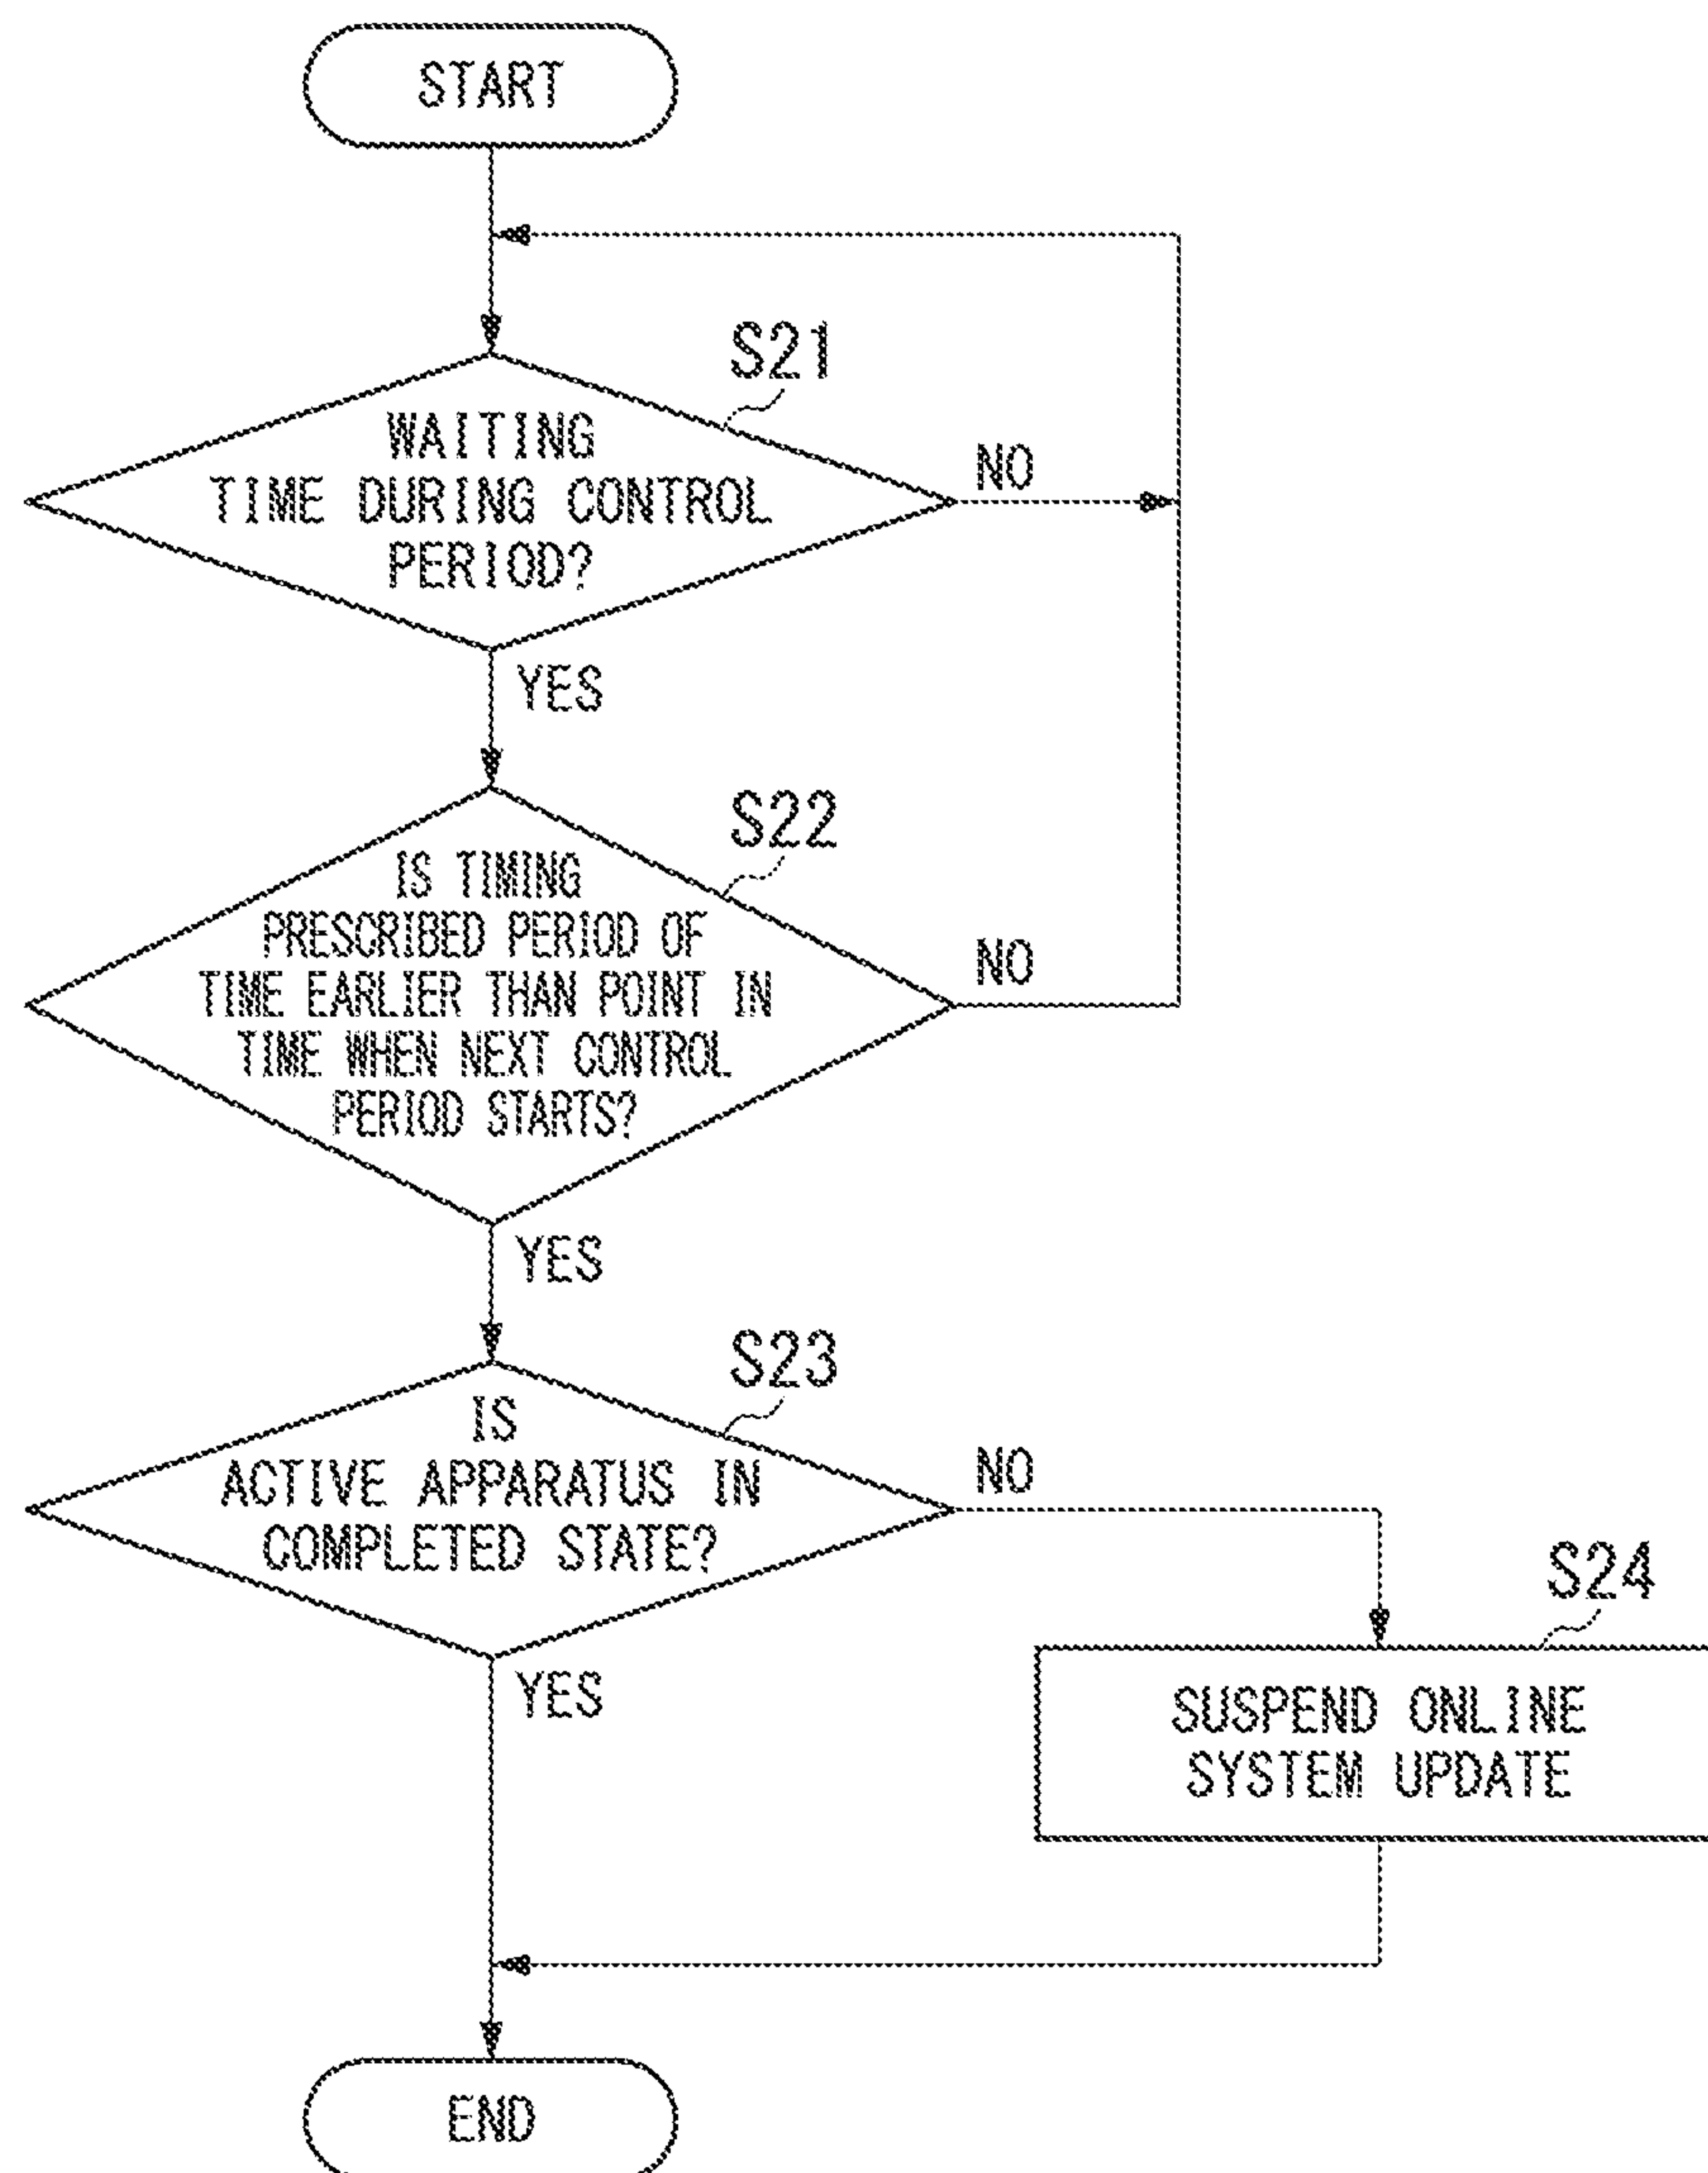 START
S21
WAITING
TIME DURING CONTROL
PERIOD?
NO
YES
S22
IS TIMING
PRESCRIBED PERIOD OF
TIME EARLIER THAN POINT IN
TIME WHEN NEXT CONTROL
PERIOD STARTS?
NO
YES
S23
IS
ACTIVE APPARATUS IN
COMPLETED STATE?
NO
YES
S24
SUSPEND ONLINE
SYSTEM UPDATE
END